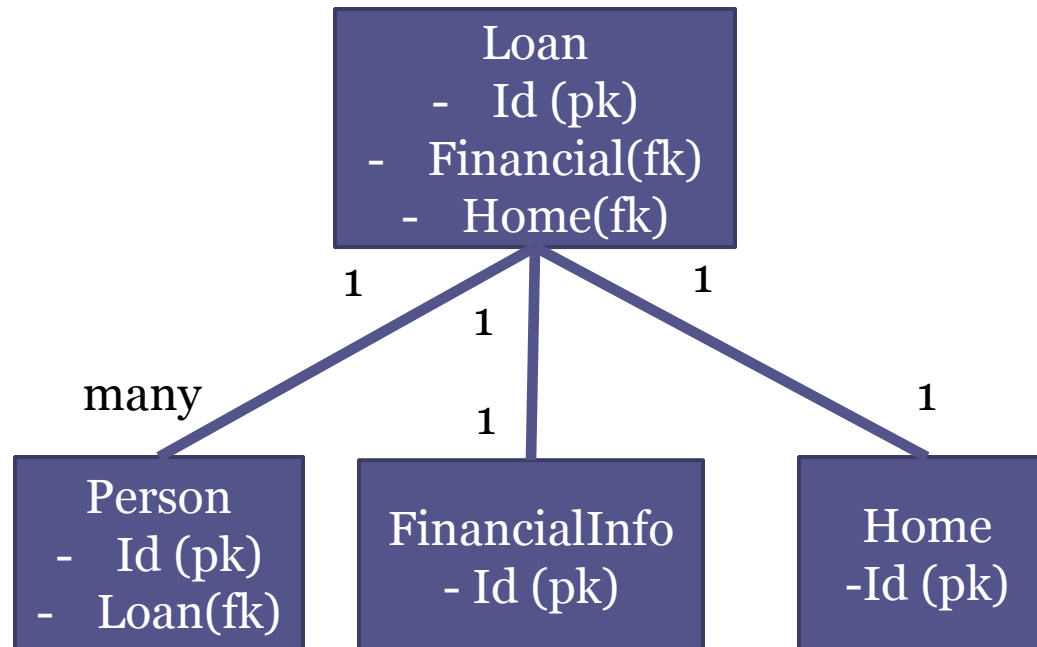 Loan
- Id (pk)
- Financial(fk)
- Home(fk)
1
1
1
many
1
1
Person
- Id (pk)
- Loan(fk)
FinancialInfo
- Id (pk)
Home
-Id (pk)